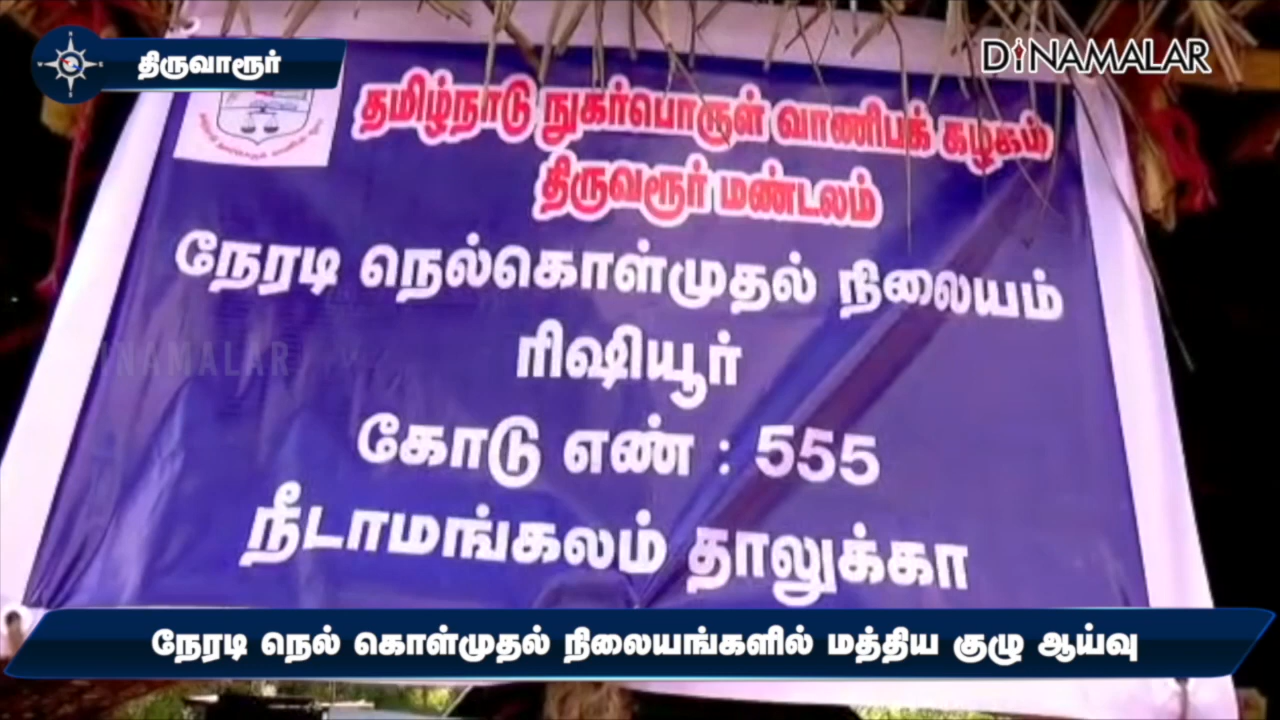 திருவாரூர்
DINAMALAR
தமிழ்நாடு நுகர்பொருள் வாணிபக் கழகம்
திருவரூர் மண்டலம்
நேரடி நெல்கொள்முதல் நிலையம்
ரிஷியூர்
DINAMALAR
கோடு எண் : 555
நீடாமங்கலம் தாலுக்கா
நேரடி நெல் கொள்முதல் நிலையங்களில் மத்திய குழு ஆய்வு